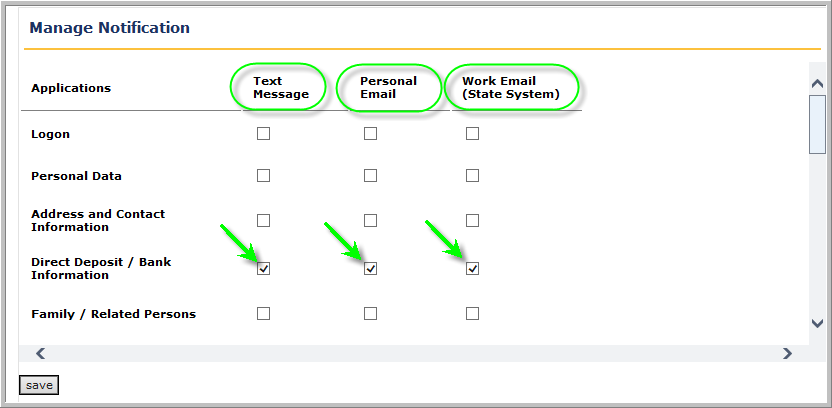 Manage Notification
Applications
Text
Message
Personal
Email
Work Email
(State System)
Logon
Personal Data
Address and Contact
Information
Direct Deposit / Bank
Information
Family / Related Persons
save